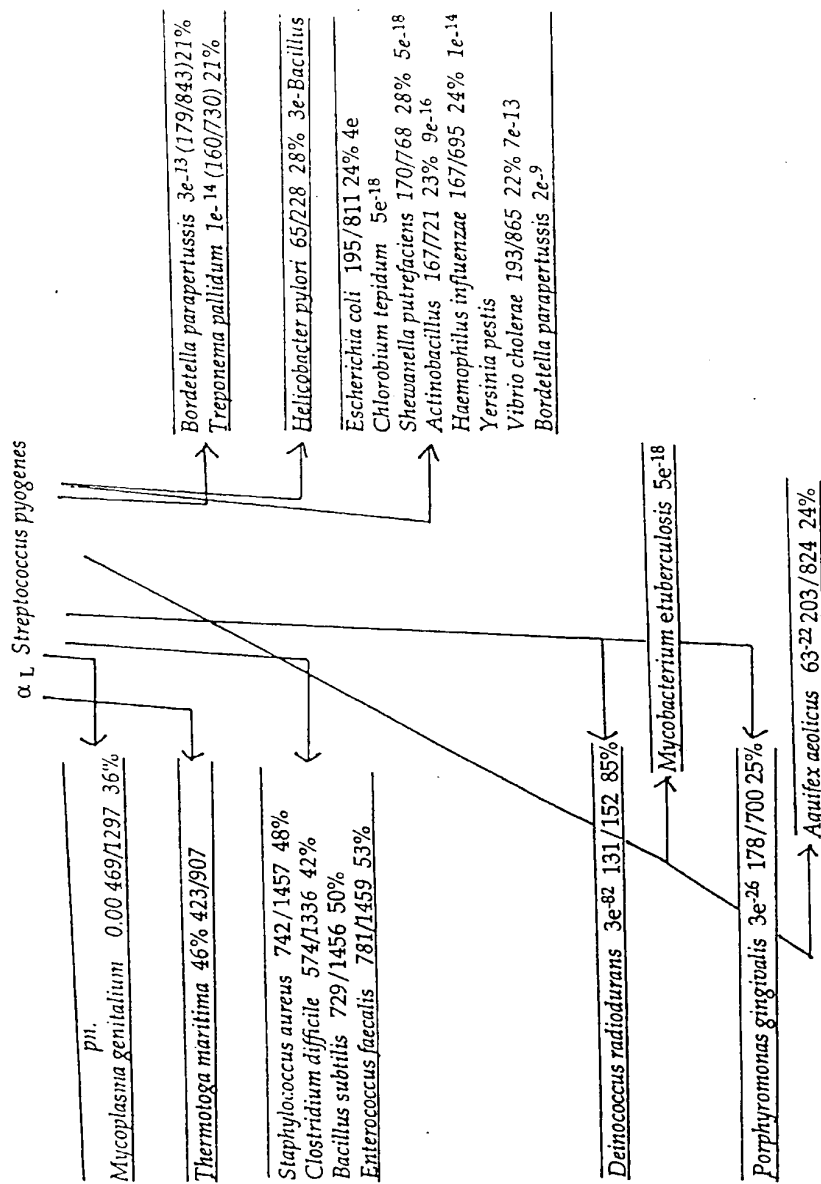 α L Streptococcus pyogenes
pn.
Mycoplasma genitalium 0.00 469/1297 36%
Thermotoga maritima 46% 423/907
Staphylococcus aureus 742/1457 48%
Clostridium difficile 574/1336 42%
Bacillus subtilis 729/1456 50%
Enterococcus faecalis 781/1459 53%
Deinococcus radiodurans 3e-82 131/152 85%
Porphyromonas gingivalis 3e-26 178/700 25%
Bordetella parapertussis 3e-13 (179/843)21%
Treponema pallidum 1e-14 (160/730) 21%
Helicobacter pylori 65/228 28% 3e-Bacillus
Escherichia coli 195/811 24% 4e
Chlorobium tepidum 5e-18
Shewanella putrefaciens 170/768 28% 5e-18
Actinobacillus 167/721 23% 9e-16
Haemophilus influenzae 167/695 24% 1e-14
Yersinia pestis
Vibrio cholerae 193/865 22% 7e-13
Bordetella parapertussis 2e-9
Mycobacterium etuberculosis 5e-18
Aquifex aeolicus 63-22 203/824 24%